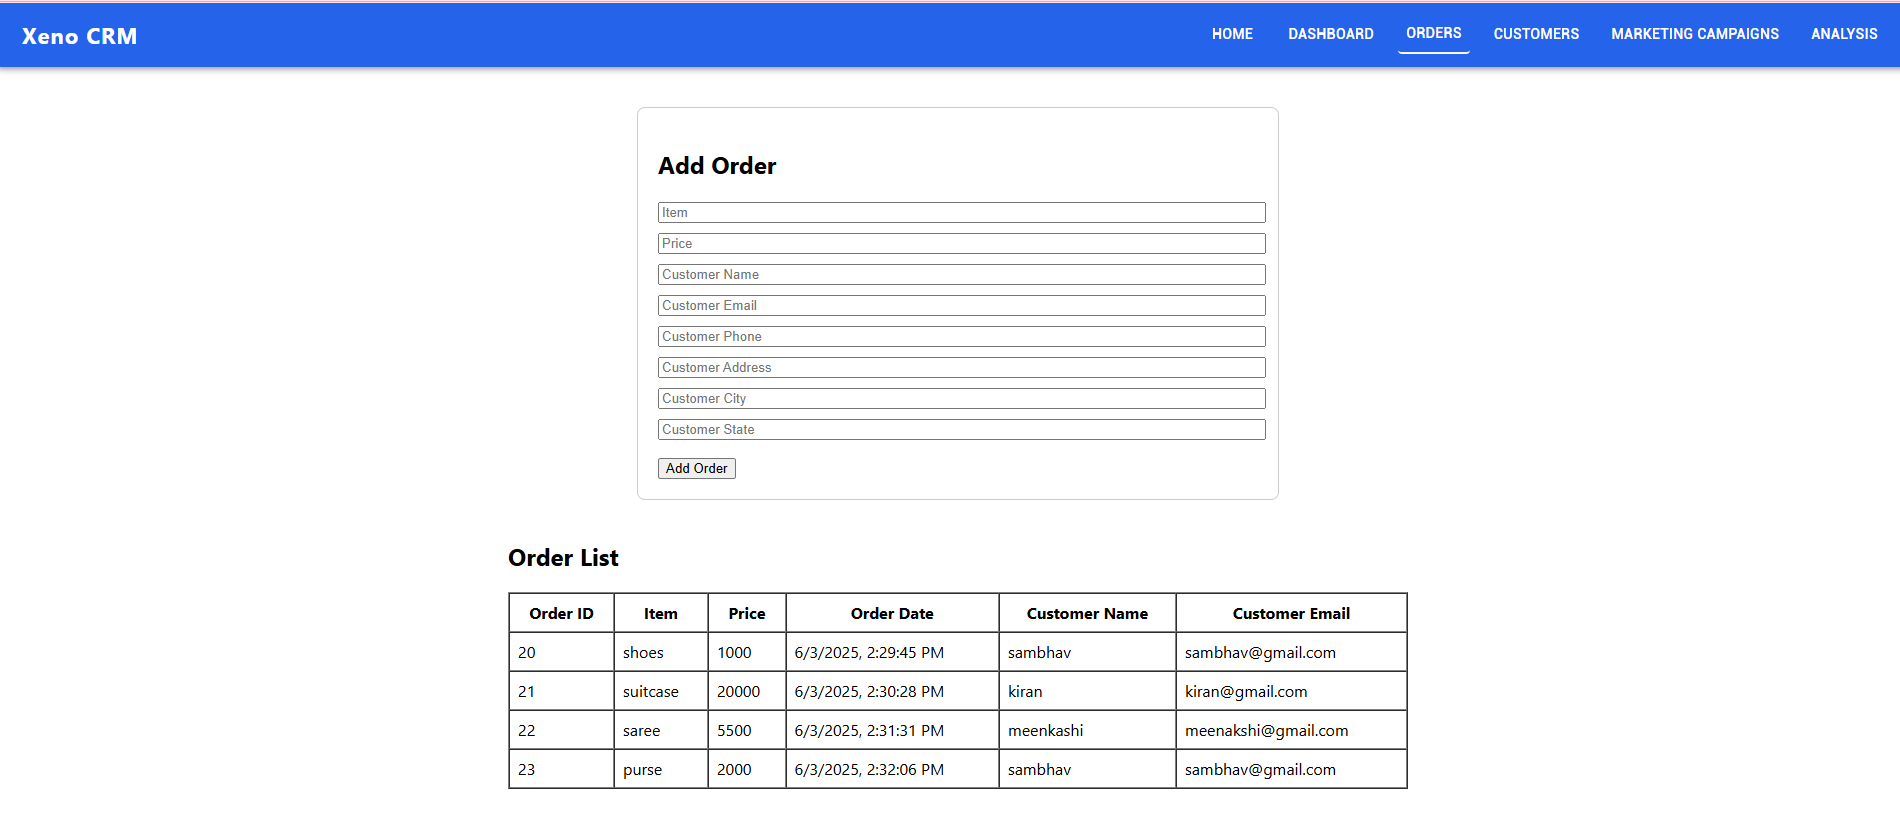 Xeno CRM HOME DASHBOARD ORDERS CUSTOMERS MARKETING CAMPAIGNS ANALYSIS
Add Order
Item
Price
Customer Name
Customer Email
Customer Phone
Customer Address
Customer City
Customer State
Add Order
Order List
Order ID Item Price Order Date Customer Name Customer Email
20 shoes 1000 6/3/2025, 2:29:45 PM sambhav sambhav@gmail.com
21 suitcase 20000 6/3/2025, 2:30:28 PM kiran kiran@gmail.com
22 saree 5500 6/3/2025, 2:31:31 PM meenkashi meenakshi@gmail.com
23 purse 2000 6/3/2025, 2:32:06 PM sambhav sambhav@gmail.com